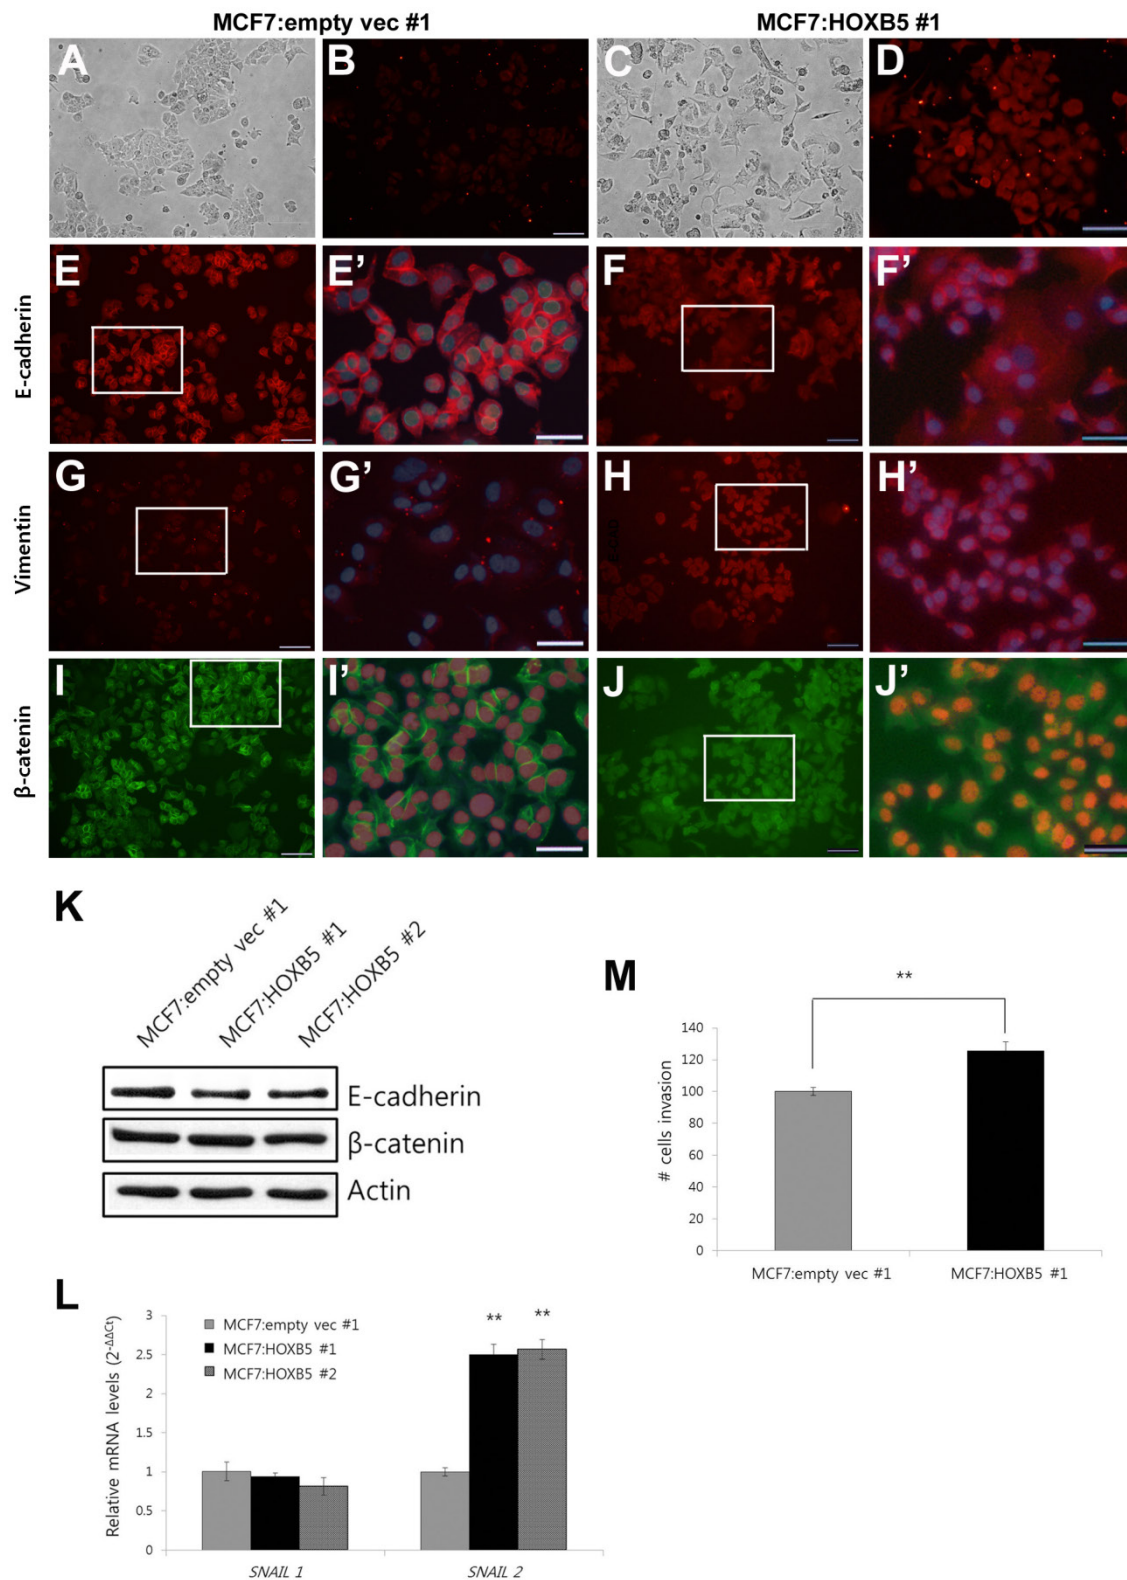 MCF7:empty vec #1 MCF7:HOXB5 #1
A B C D
E-cadherin E E' F F'
Vimentin G G' H H'
β-catenin I I' J J'
K
MCF7:empty vec #1
MCF7:HOXB5 #1
MCF7:HOXB5 #2
E-cadherin
β-catenin
Actin
M
**
# cells invasion
140
120
100
80
60
40
20
0
MCF7:empty vec #1 MCF7:HOXB5 #1
L
Relative mRNA levels (2-ΔΔCt)
3
2.5
2
1.5
1
0.5
0
MCF7:empty vec #1
MCF7:HOXB5 #1
MCF7:HOXB5 #2
** **
SNAIL 1 SNAIL 2